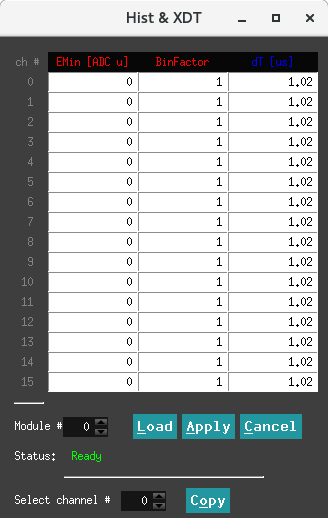 Hist & XDT
ch # EMin [ADC u] BinFactor dT [us]
0 0 1 1.02
1 0 1 1.02
2 0 1 1.02
3 0 1 1.02
4 0 1 1.02
5 0 1 1.02
6 0 1 1.02
7 0 1 1.02
8 0 1 1.02
9 0 1 1.02
10 0 1 1.02
11 0 1 1.02
12 0 1 1.02
13 0 1 1.02
14 0 1 1.02
15 0 1 1.02
Module # 0 Load Apply Cancel
Status: Ready
Select channel # 0 Copy